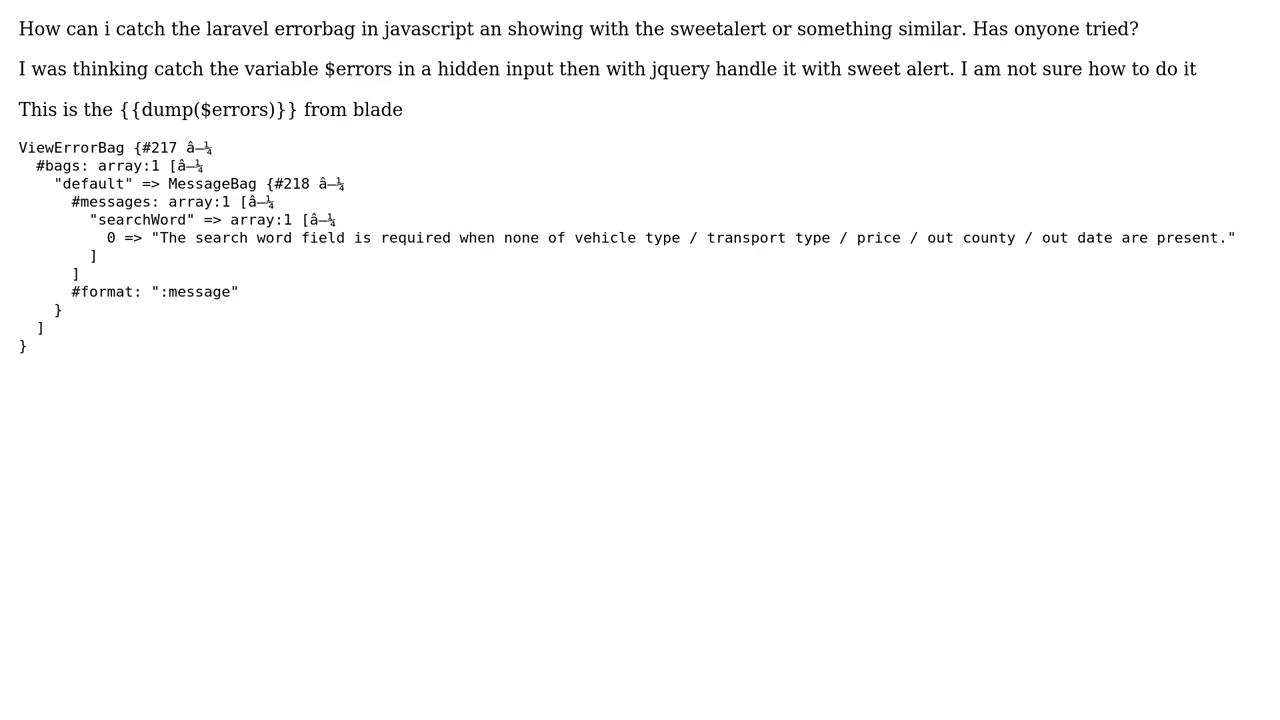 How can i catch the laravel errorbag in javascript an showing with the sweetalert or something similar. Has onyone tried?
I was thinking catch the variable $errors in a hidden input then with jquery handle it with sweet alert. I am not sure how to do it
This is the {{dump($errors)}} from blade
ViewErrorBag {#217 â–¼
  #bags: array:1 [â–¼
    "default" => MessageBag {#218 â–¼
      #messages: array:1 [â–¼
        "searchWord" => array:1 [â–¼
          0 => "The search word field is required when none of vehicle type / transport type / price / out county / out date are present."
        ]
      ]
      #format: ":message"
    }
  ]
}